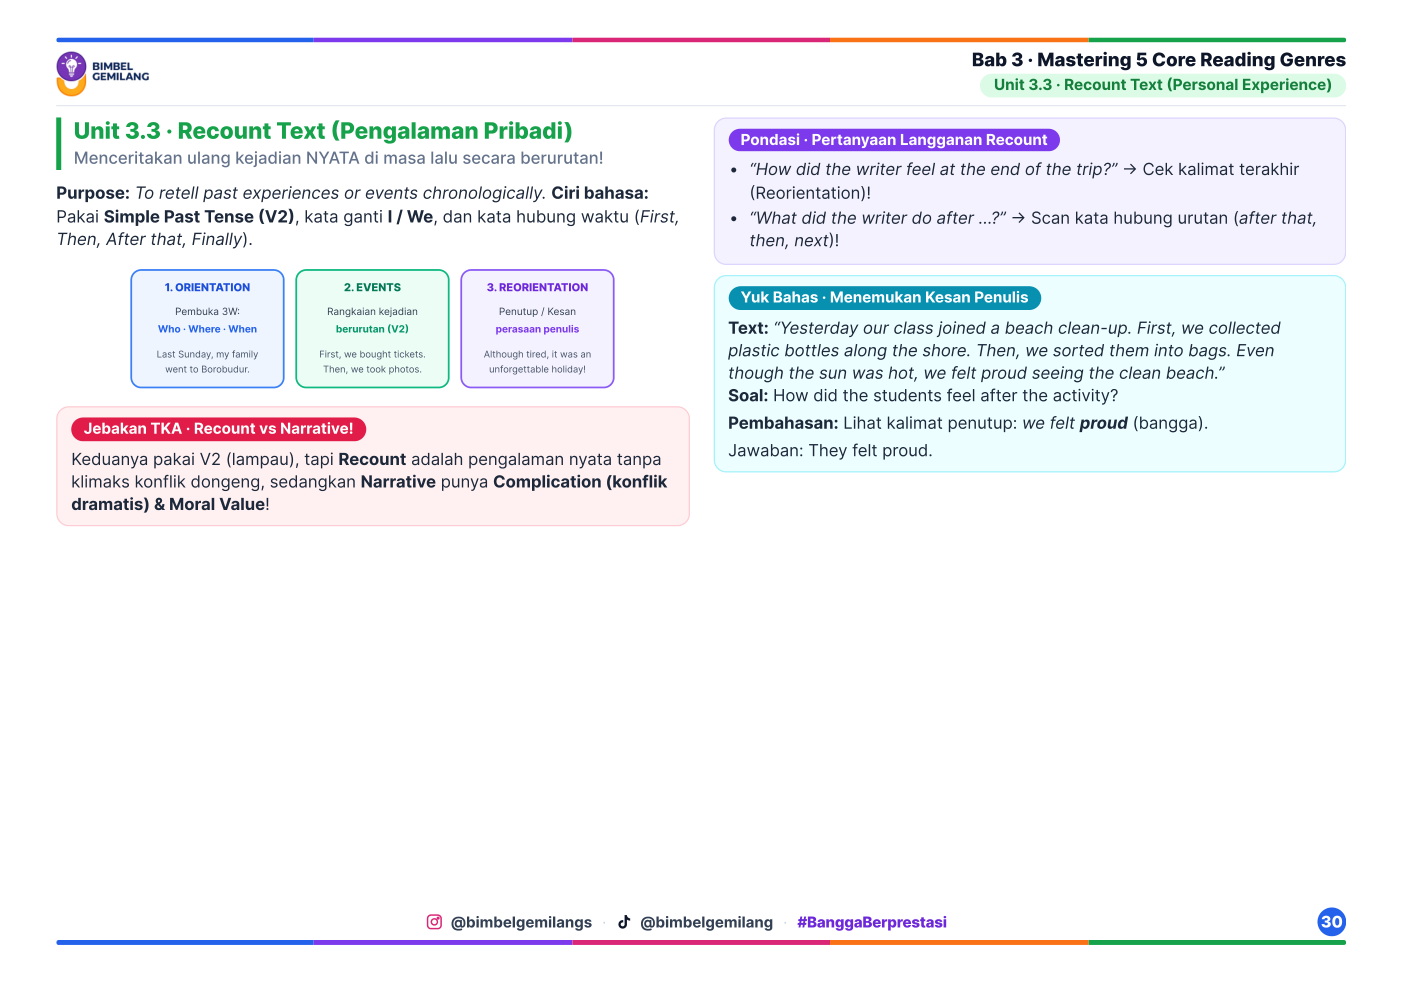 BIMBEL
GEMILANG
Bab 3 · Mastering 5 Core Reading Genres
Unit 3.3 · Recount Text (Personal Experience)
Unit 3.3 · Recount Text (Pengalaman Pribadi)
Menceritakan ulang kejadian NYATA di masa lalu secara berurutan!
Purpose: To retell past experiences or events chronologically. Ciri bahasa:
Pakai Simple Past Tense (V2), kata ganti I / We, dan kata hubung waktu (First,
Then, After that, Finally).
1. ORIENTATION
Pembuka 3W:
Who · Where · When
Last Sunday, my family
went to Borobudur.
2. EVENTS
Rangkaian kejadian
berurutan (V2)
First, we bought tickets.
Then, we took photos.
3. REORIENTATION
Penutup / Kesan
perasaan penulis
Although tired, it was an
unforgettable holiday!
Jebakan TKA · Recount vs Narrative!
Keduanya pakai V2 (lampau), tapi Recount adalah pengalaman nyata tanpa
klimaks konflik dongeng, sedangkan Narrative punya Complication (konflik
dramatis) & Moral Value!
Pondasi · Pertanyaan Langganan Recount
• “How did the writer feel at the end of the trip?” → Cek kalimat terakhir
(Reorientation)!
• “What did the writer do after ...?” → Scan kata hubung urutan (after that,
then, next)!
Yuk Bahas · Menemukan Kesan Penulis
Text: “Yesterday our class joined a beach clean-up. First, we collected
plastic bottles along the shore. Then, we sorted them into bags. Even
though the sun was hot, we felt proud seeing the clean beach.”
Soal: How did the students feel after the activity?
Pembahasan: Lihat kalimat penutup: we felt proud (bangga).
Jawaban: They felt proud.
@bimbelgemilangs · @bimbelgemilang · #BanggaBerprestasi
30